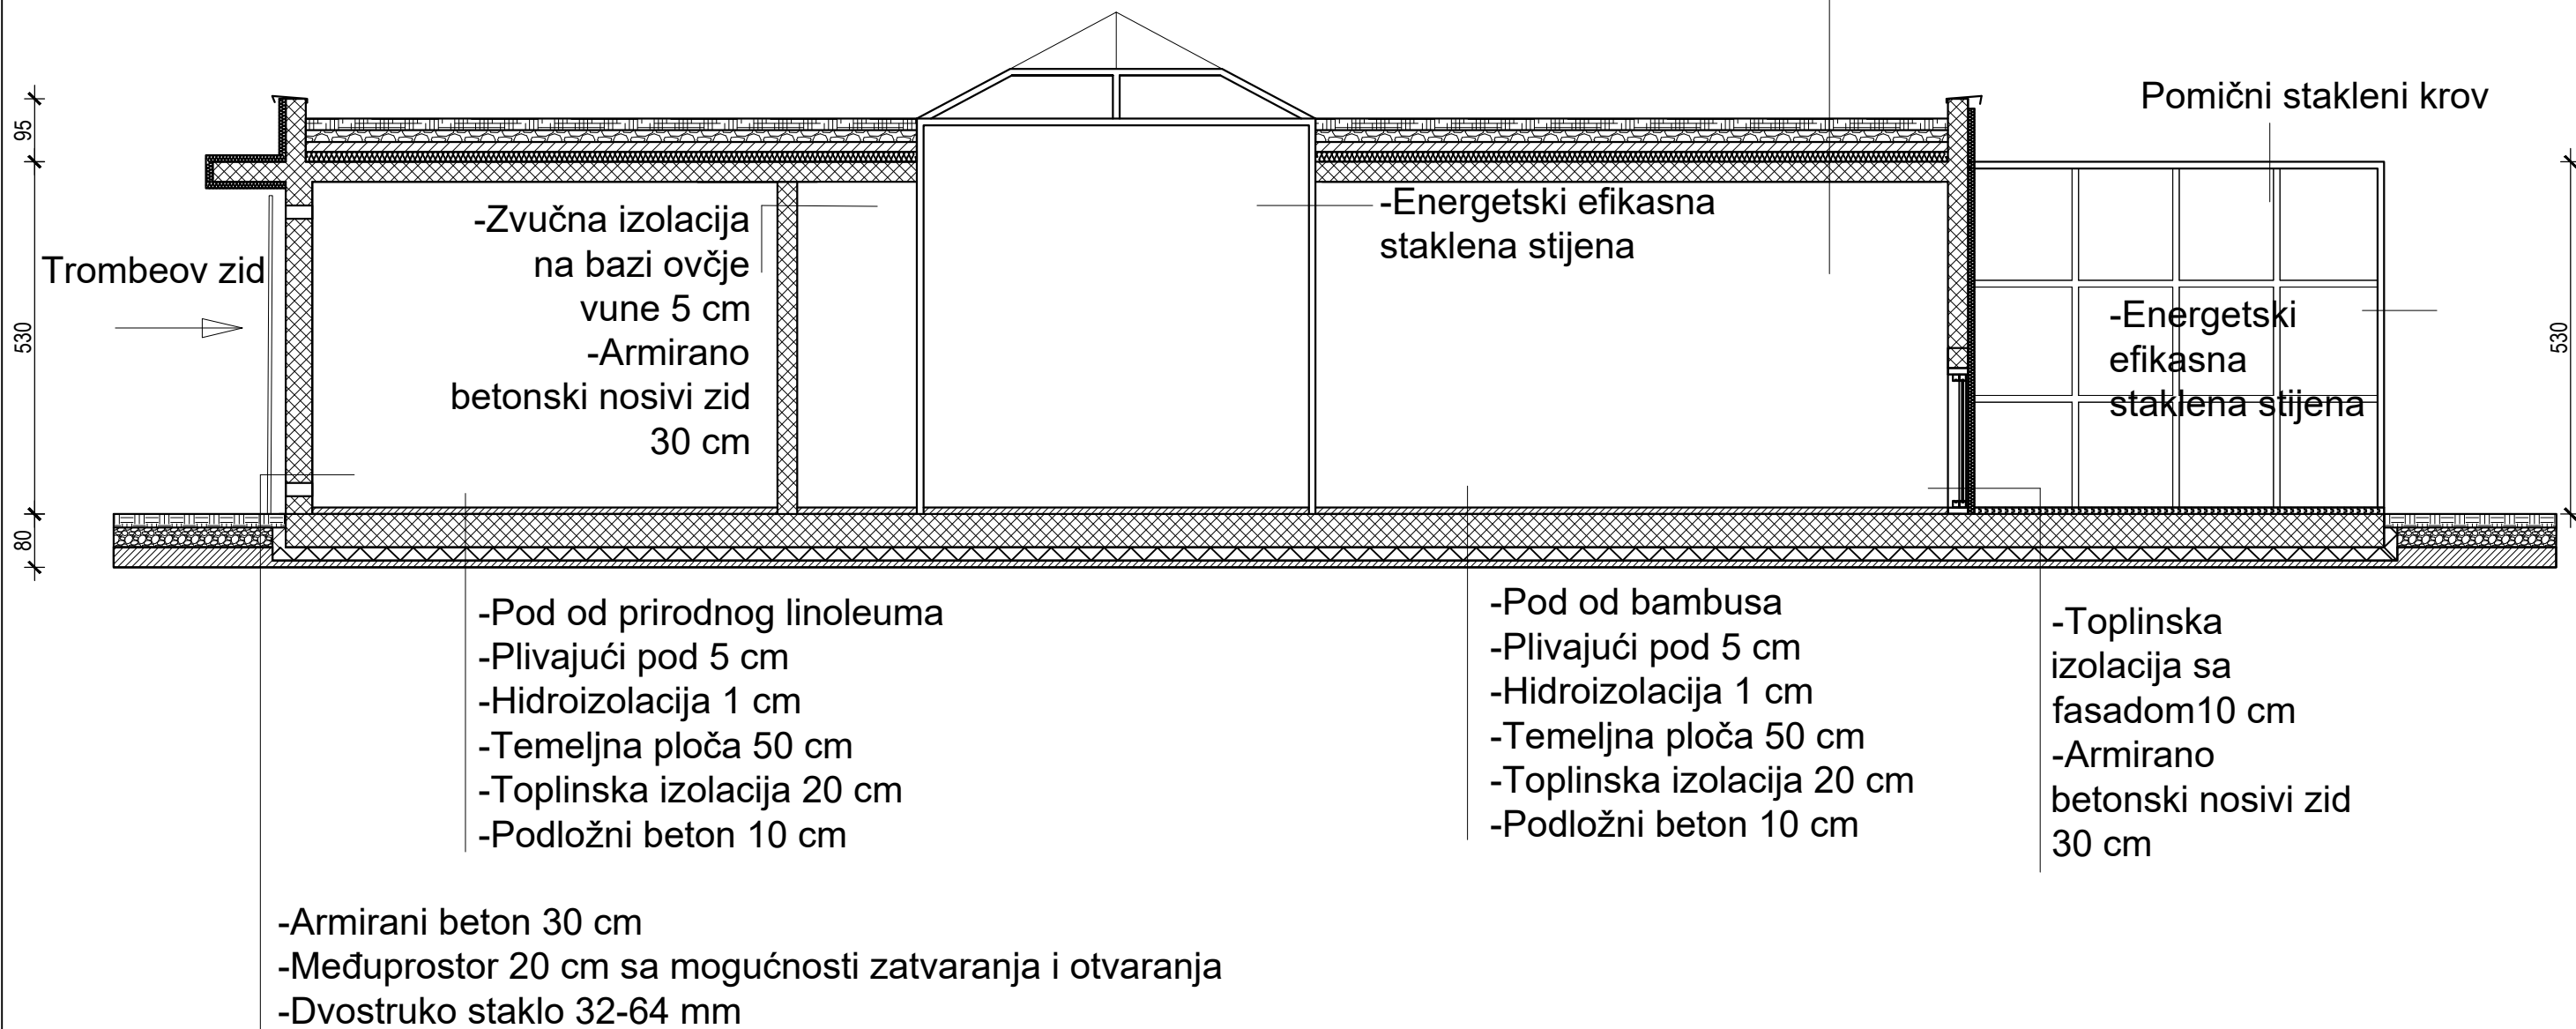 Pomični stakleni krov
95
-Zvučna izolacija
na bazi ovčje
vune 5 cm
-Armirano
betonski nosivi zid
30 cm
-Energetski efikasna
staklena stijena
Trombeov zid
530
-Energetski
efikasna
staklena stijena
530
80
-Pod od prirodnog linoleuma
-Plivajući pod 5 cm
-Hidroizolacija 1 cm
-Temeljna ploča 50 cm
-Toplinska izolacija 20 cm
-Podložni beton 10 cm
-Pod od bambusa
-Plivajući pod 5 cm
-Hidroizolacija 1 cm
-Temeljna ploča 50 cm
-Toplinska izolacija 20 cm
-Podložni beton 10 cm
-Toplinska
izolacija sa
fasadom10 cm
-Armirano
betonski nosivi zid
30 cm
-Armirani beton 30 cm
-Međuprostor 20 cm sa mogućnosti zatvaranja i otvaranja
-Dvostruko staklo 32-64 mm